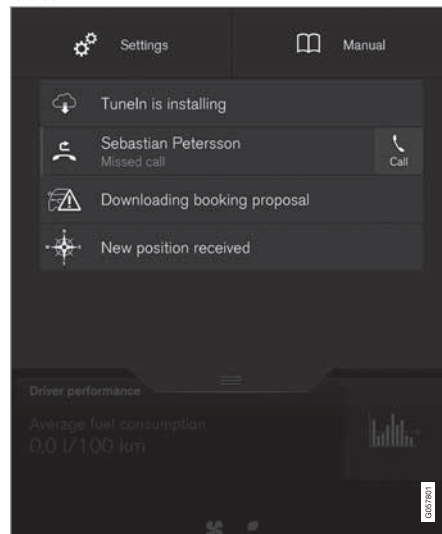 Settings
Manual
TuneIn is installing
Sebastian Petersson
Missed call
Call
Downloading booking proposal
New position received
Driver performance
Average fuel consumption
0.0 l/100 km
G057801